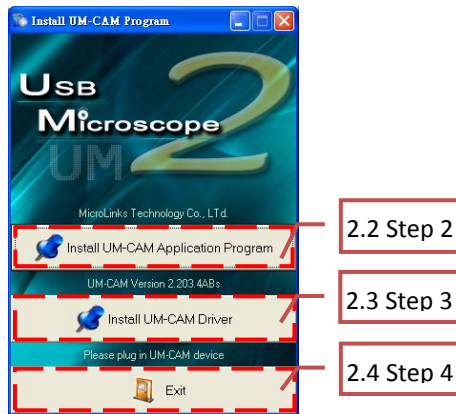 Install UM-CAM Program
2
USB
Microscope
UM
MicroLinks Technology Co., LTd.
Install UM-CAM Application Program
2.2 Step 2
UM-CAM Version 2.203.4ABs
Install UM-CAM Driver
2.3 Step 3
Please plug in UM-CAM device
Exit
2.4 Step 4